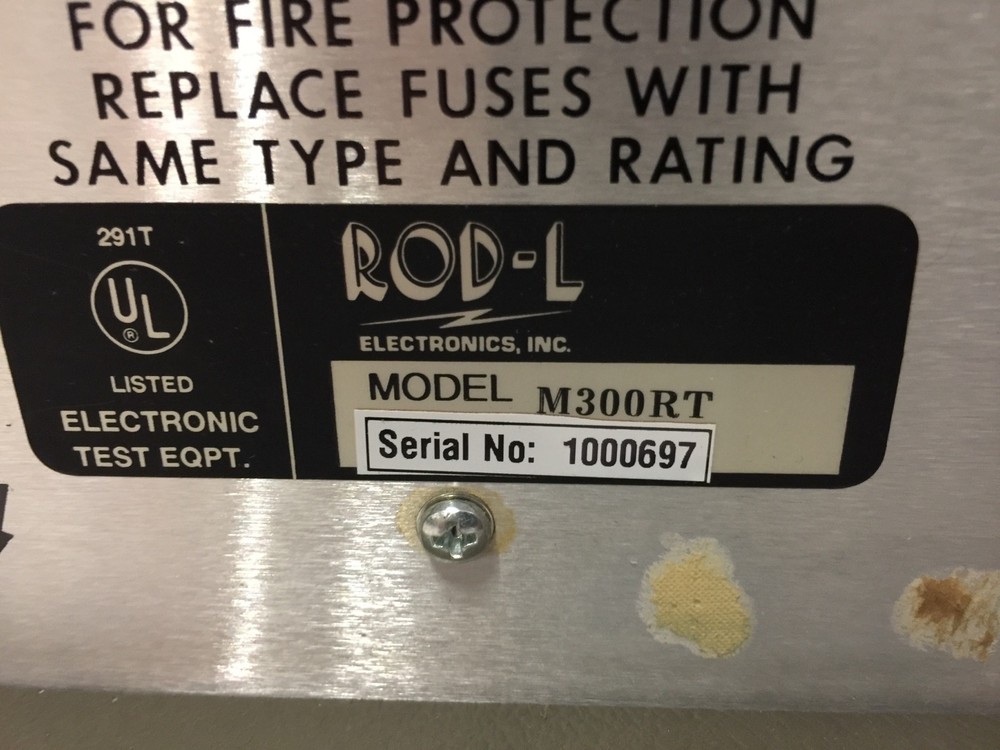 FOR FIRE PROTECTION
REPLACE FUSES WITH
SAME TYPE AND RATING
291T
UL
®
LISTED
ELECTRONIC
TEST EQPT.
ROD-L
ELECTRONICS, INC.
MODEL M300RT
Serial No: 1000697